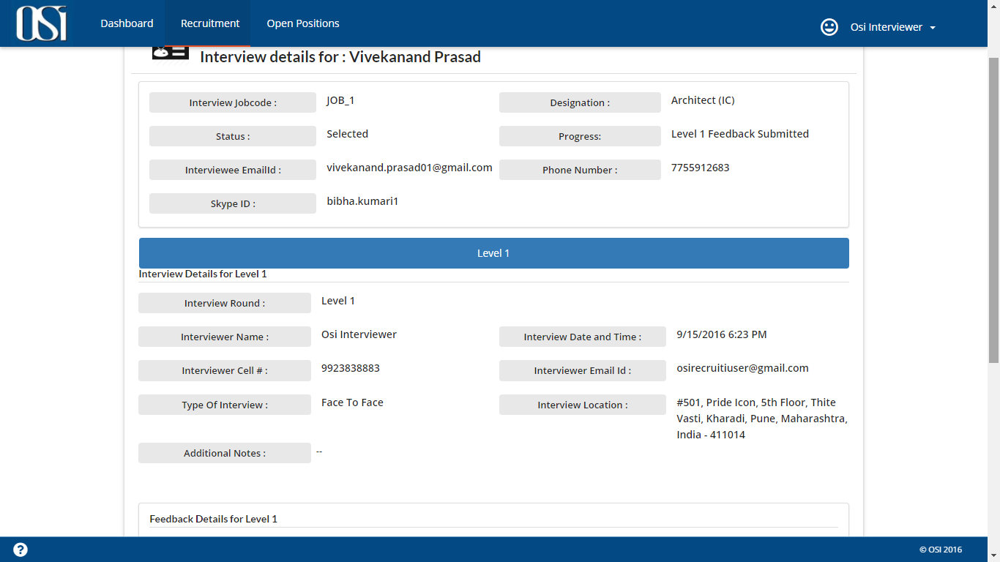 OSi
Dashboard
Recruitment
Open Positions
Osi Interviewer
Interview details for : Vivekanand Prasad
Interview Jobcode :
JOB_1
Designation :
Architect (IC)
Status :
Selected
Progress:
Level 1 Feedback Submitted
Interviewee EmailId :
vivekanand.prasad01@gmail.com
Phone Number :
7755912683
Skype ID :
bibha.kumari1
Level 1
Interview Details for Level 1
Interview Round :
Level 1
Interviewer Name :
Osi Interviewer
Interview Date and Time :
9/15/2016 6:23 PM
Interviewer Cell # :
9923838883
Interviewer Email Id :
osirecruitiuser@gmail.com
Type Of Interview :
Face To Face
Interview Location :
#501, Pride Icon, 5th Floor, Thite
Vasti, Kharadi, Pune, Maharashtra,
India - 411014
Additional Notes :
--
Feedback Details for Level 1
?
© OSI 2016